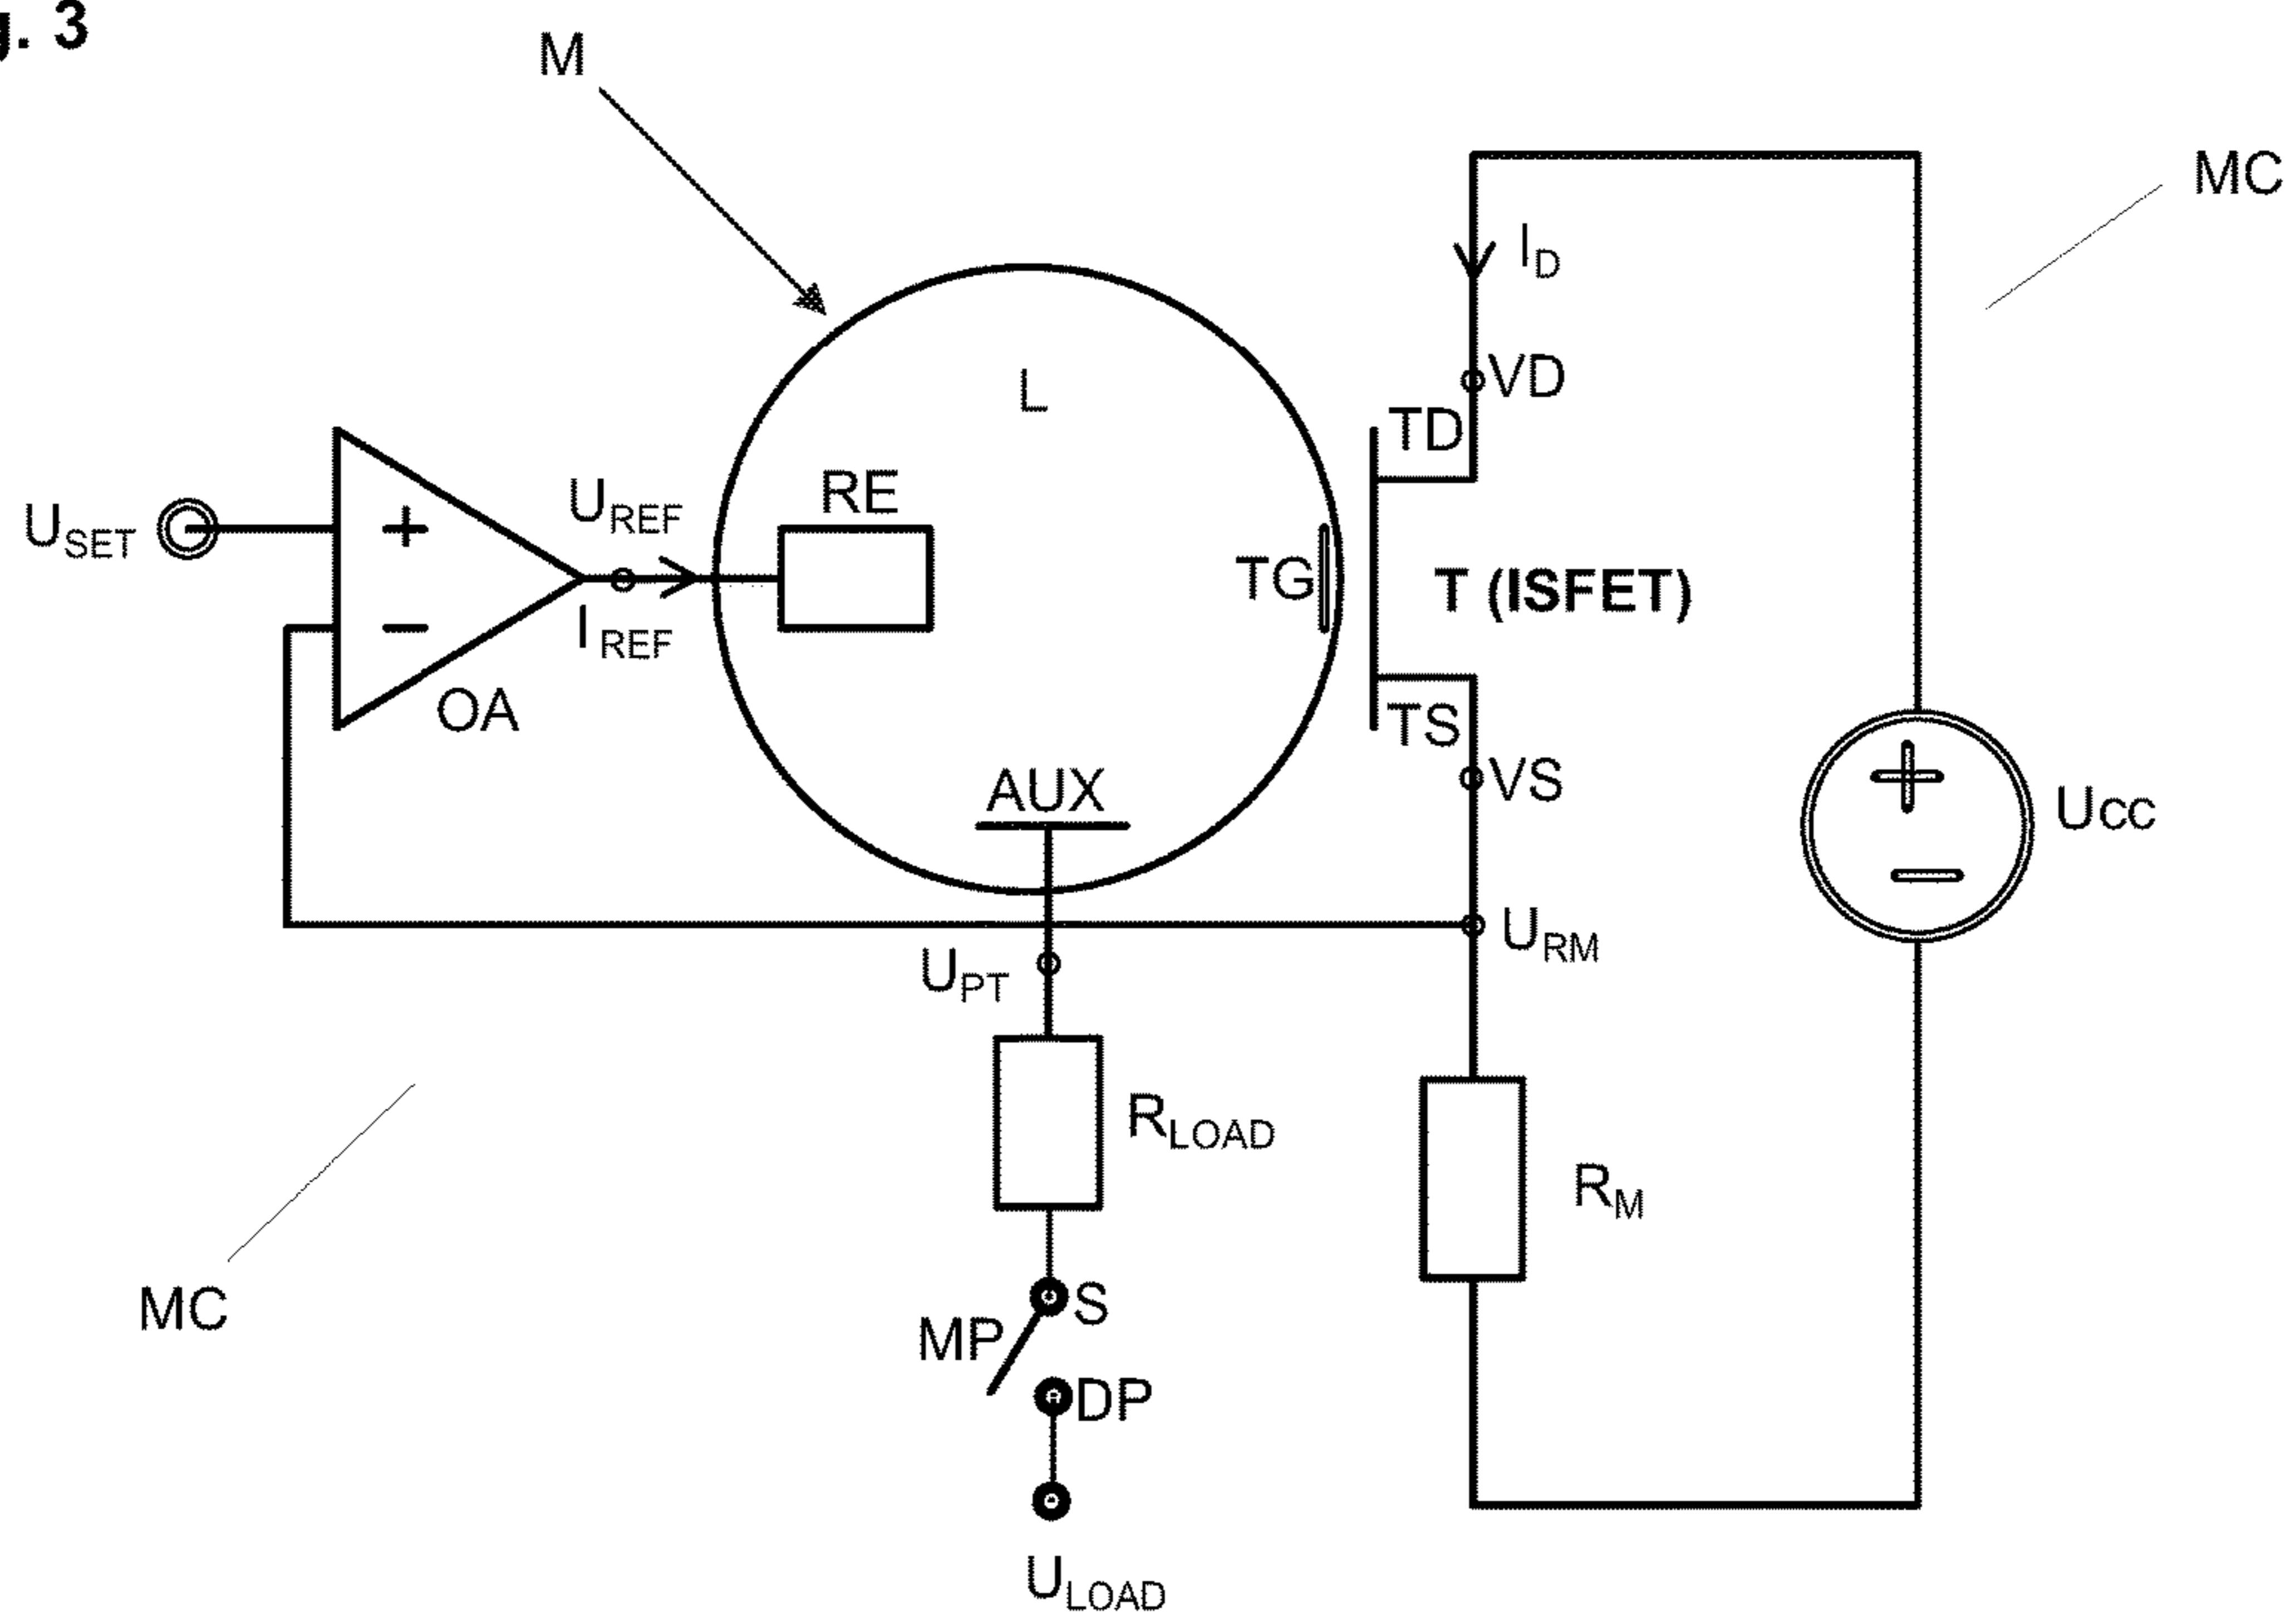 g. 3
M
MC
I_D
VD
L
TD
RE
U_REF
U_SET
+
TG
T (ISFET)
−
I_REF
OA
TS
AUX
VS
+
Ucc
−
U_RM
U_PT
R_LOAD
R_M
MC
S
MP
DP
U_LOAD